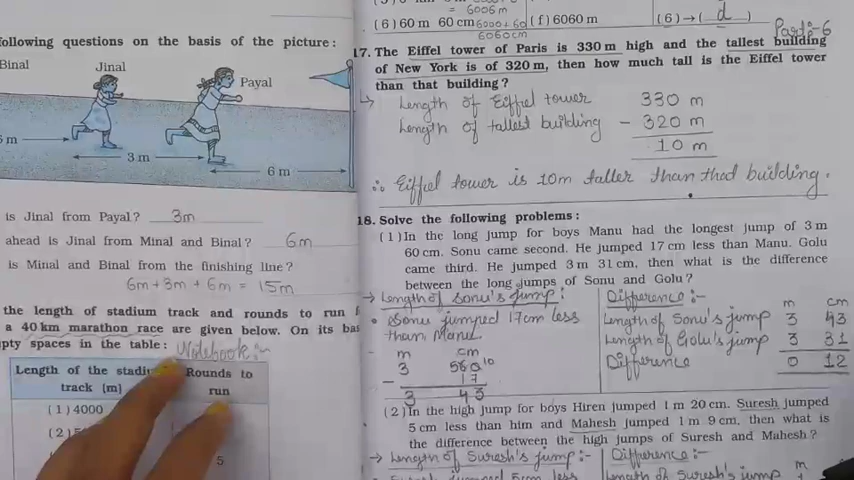 following questions on the basis of the picture :
Binal
Jinal
Payal
m
3 m
6 m
is Jinal from Payal? 3m
ahead is Jinal from Minal and Binal? 6m
is Minal and Binal from the finishing line?
6m+3m+6m = 15m
the length of stadium track and rounds to run
a 40 km marathon race are given below. On its
pty spaces in the table : Notebook:-
Length of the
track (m)
Rounds to
run
(1) 4000
(2)
5
= 6006 m
(6) 60 m 60 cm 6000+60 (f) 6060 m (6) → ( d )
6060cm
Part:-6
17. The Eiffel tower of Paris is 330 m high and the tallest building
of New York is of 320 m, then how much tall is the Eiffel tower
than that building?
↳ Length of Eiffel tower 330 m
Length of tallest building - 320 m
10 m
∴ Eiffel tower is 10m taller than that building.
18. Solve the following problems :
(1) In the long jump for boys Manu had the longest jump of 3 m
60 cm. Sonu came second. He jumped 17 cm less than Manu. Golu
came third. He jumped 3 m 31 cm, then what is the difference
between the long jumps of Sonu and Golu?
→ Length of Sonu's jump :
• Sonu jumped 17cm less
than Manu
m cm
3 560 10
- 17
3 43
Difference :-
m cm
Length of Sonu's jump 3 43
Length of Golu's jump 3 31
Difference 0 12
(2) In the high jump for boys Hiren jumped 1 m 20 cm. Suresh jumped
5 cm less than him and Mahesh jumped 1 m 9 cm, then what is
the difference between the high jumps of Suresh and Mahesh?
→ Length of Suresh's jump :-
Difference :-
m
Length of Suresh's jump